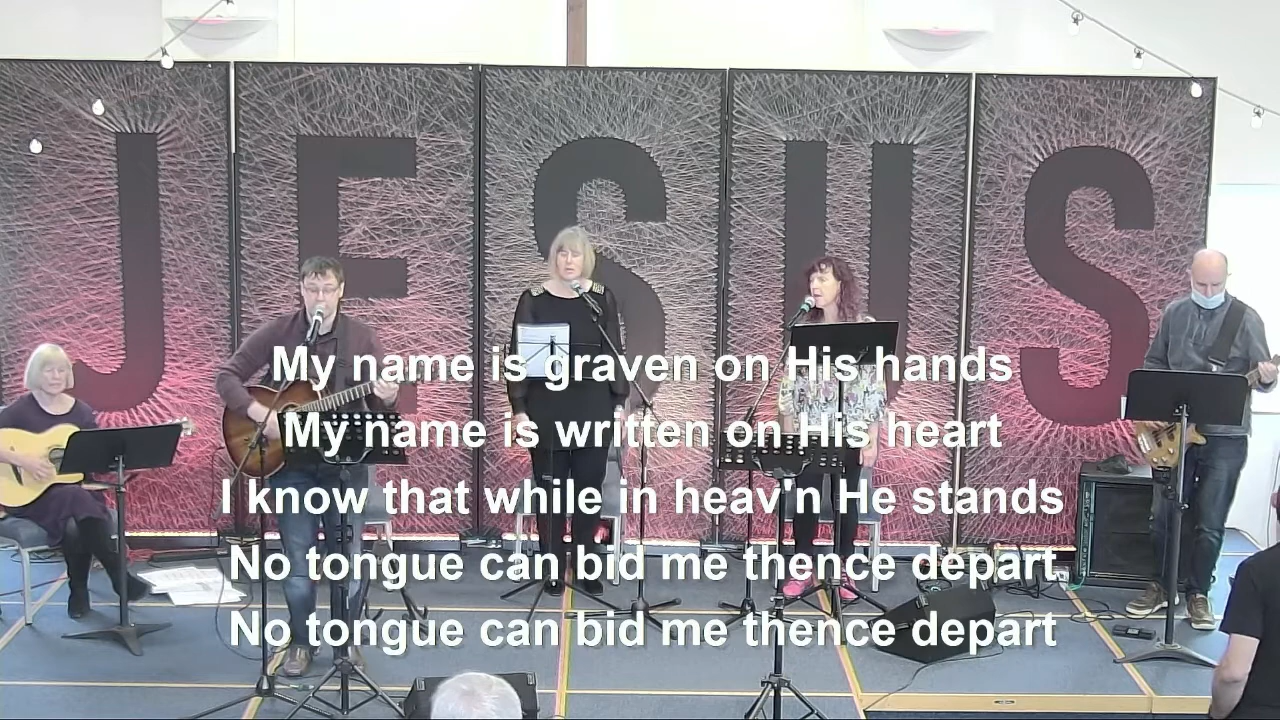 JESUS
My name is graven on His hands
My name is written on His heart
I know that while in heav'n He stands
No tongue can bid me thence depart
No tongue can bid me thence depart